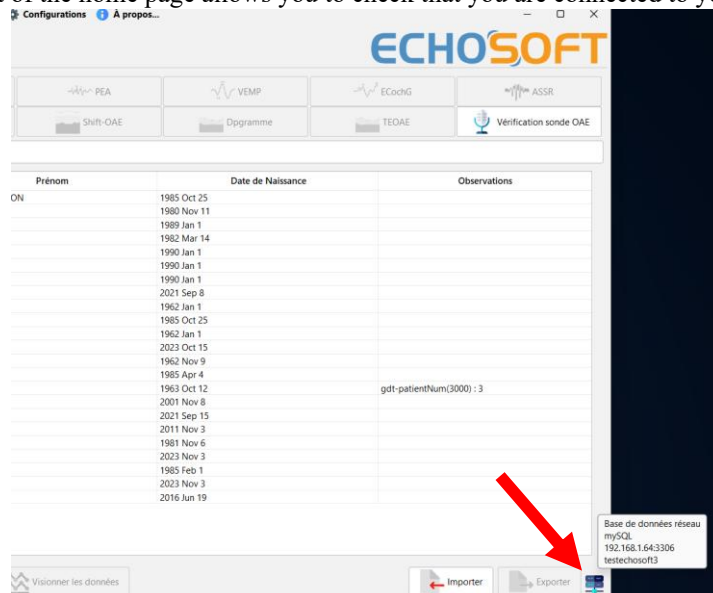 of the home page allows you to check that you are connected to y
Configurations À propos...
ECHOSOFT
PEA VEMP ECochG ASSR
Shift-OAE Dpgramme TEOAE Vérification sonde OAE
Prénom Date de Naissance Observations
ON 1985 Oct 25
1980 Nov 11
1989 Jan 1
1982 Mar 14
1990 Jan 1
1990 Jan 1
1990 Jan 1
2021 Sep 8
1962 Jan 1
1985 Oct 25
1962 Jan 1
2023 Oct 15
1962 Nov 9
1985 Apr 4
1963 Oct 12 gdt-patientNum(3000) : 3
2001 Nov 8
2021 Sep 15
2011 Nov 3
1981 Nov 6
2023 Nov 3
1985 Feb 1
2023 Nov 3
2016 Jun 19
Base de données réseau
mySQL
192.168.1.64:3306
testechosoft3
Visionner les données Importer Exporter